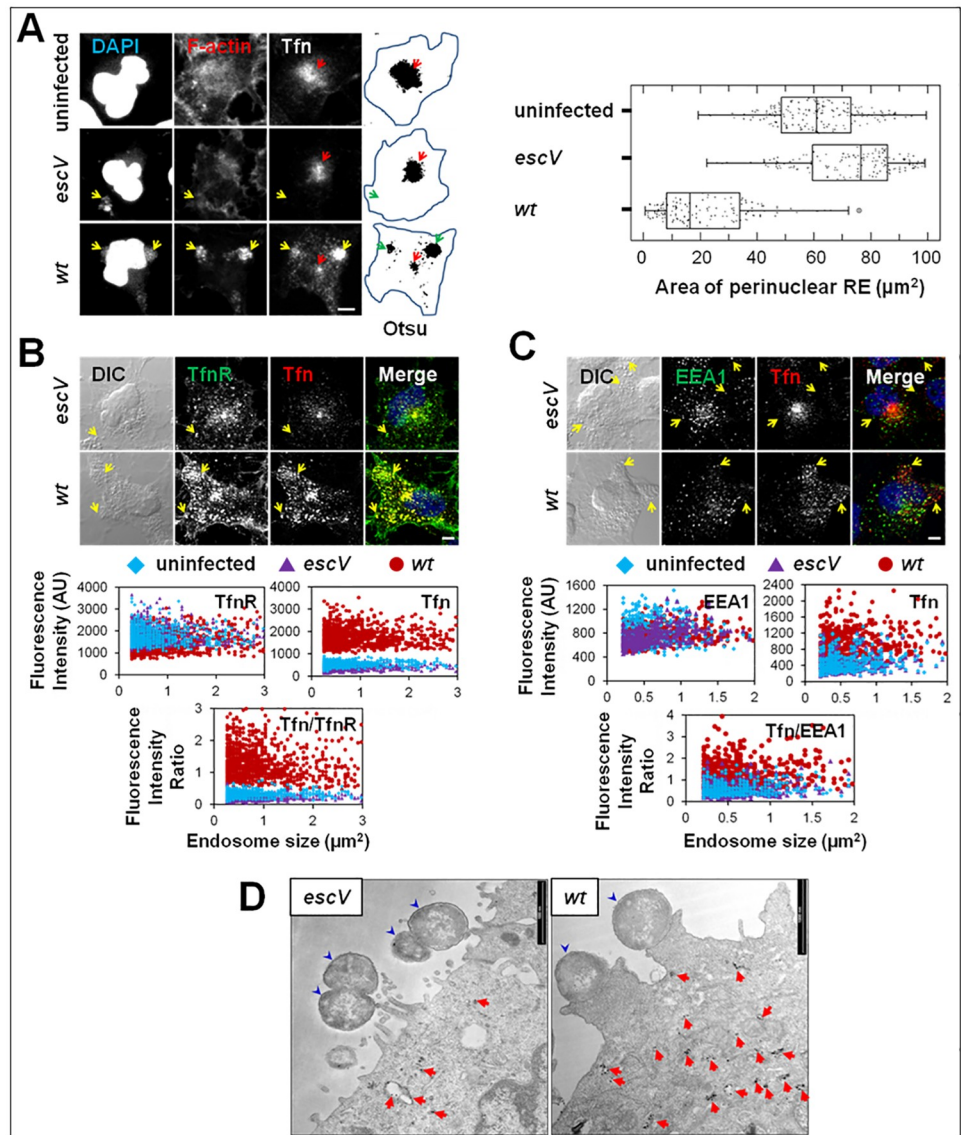 A
DAPI F-actin Tfn
uninfected
escV
wt
Otsu
uninfected
escV
wt
0 20 40 60 80 100
Area of perinuclear RE (µm²)
B
DIC TfnR Tfn Merge
escV
wt
uninfected escV wt
Fluorescence
Intensity (AU)
TfnR
4000
3000
2000
1000
0
0 1 2 3
Tfn
4000
3000
2000
1000
0
0 1 2 3
Fluorescence
Intensity
Ratio
Tfn/TfnR
3
2
1
0
0 1 2 3
Endosome size (µm²)
C
DIC EEA1 Tfn Merge
escV
wt
uninfected escV wt
Fluorescence
Intensity (AU)
EEA1
1600
1200
800
400
0
0 0.5 1 1.5 2
Tfn
2400
2000
1600
1200
800
400
0
0 0.5 1 1.5 2
Fluorescence
Intensity
Ratio
Tfn/EEA1
4
3
2
1
0
0 0.5 1 1.5 2
Endosome size (µm²)
D
escV
wt